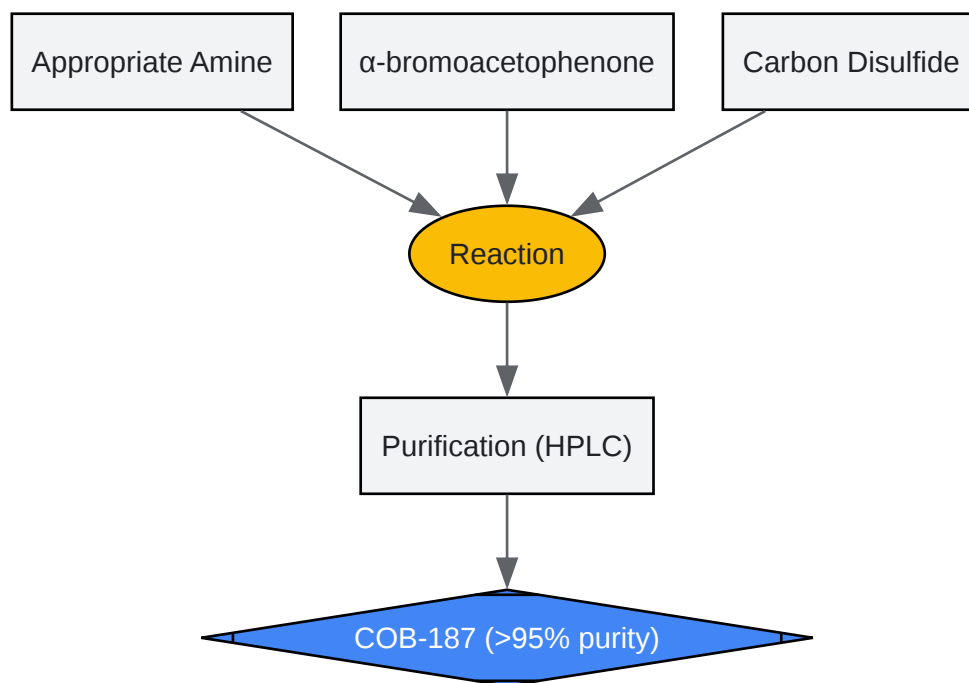 Appropriate Amine
α-bromoacetophenone
Carbon Disulfide
Reaction
Purification (HPLC)
COB-187 (>95% purity)